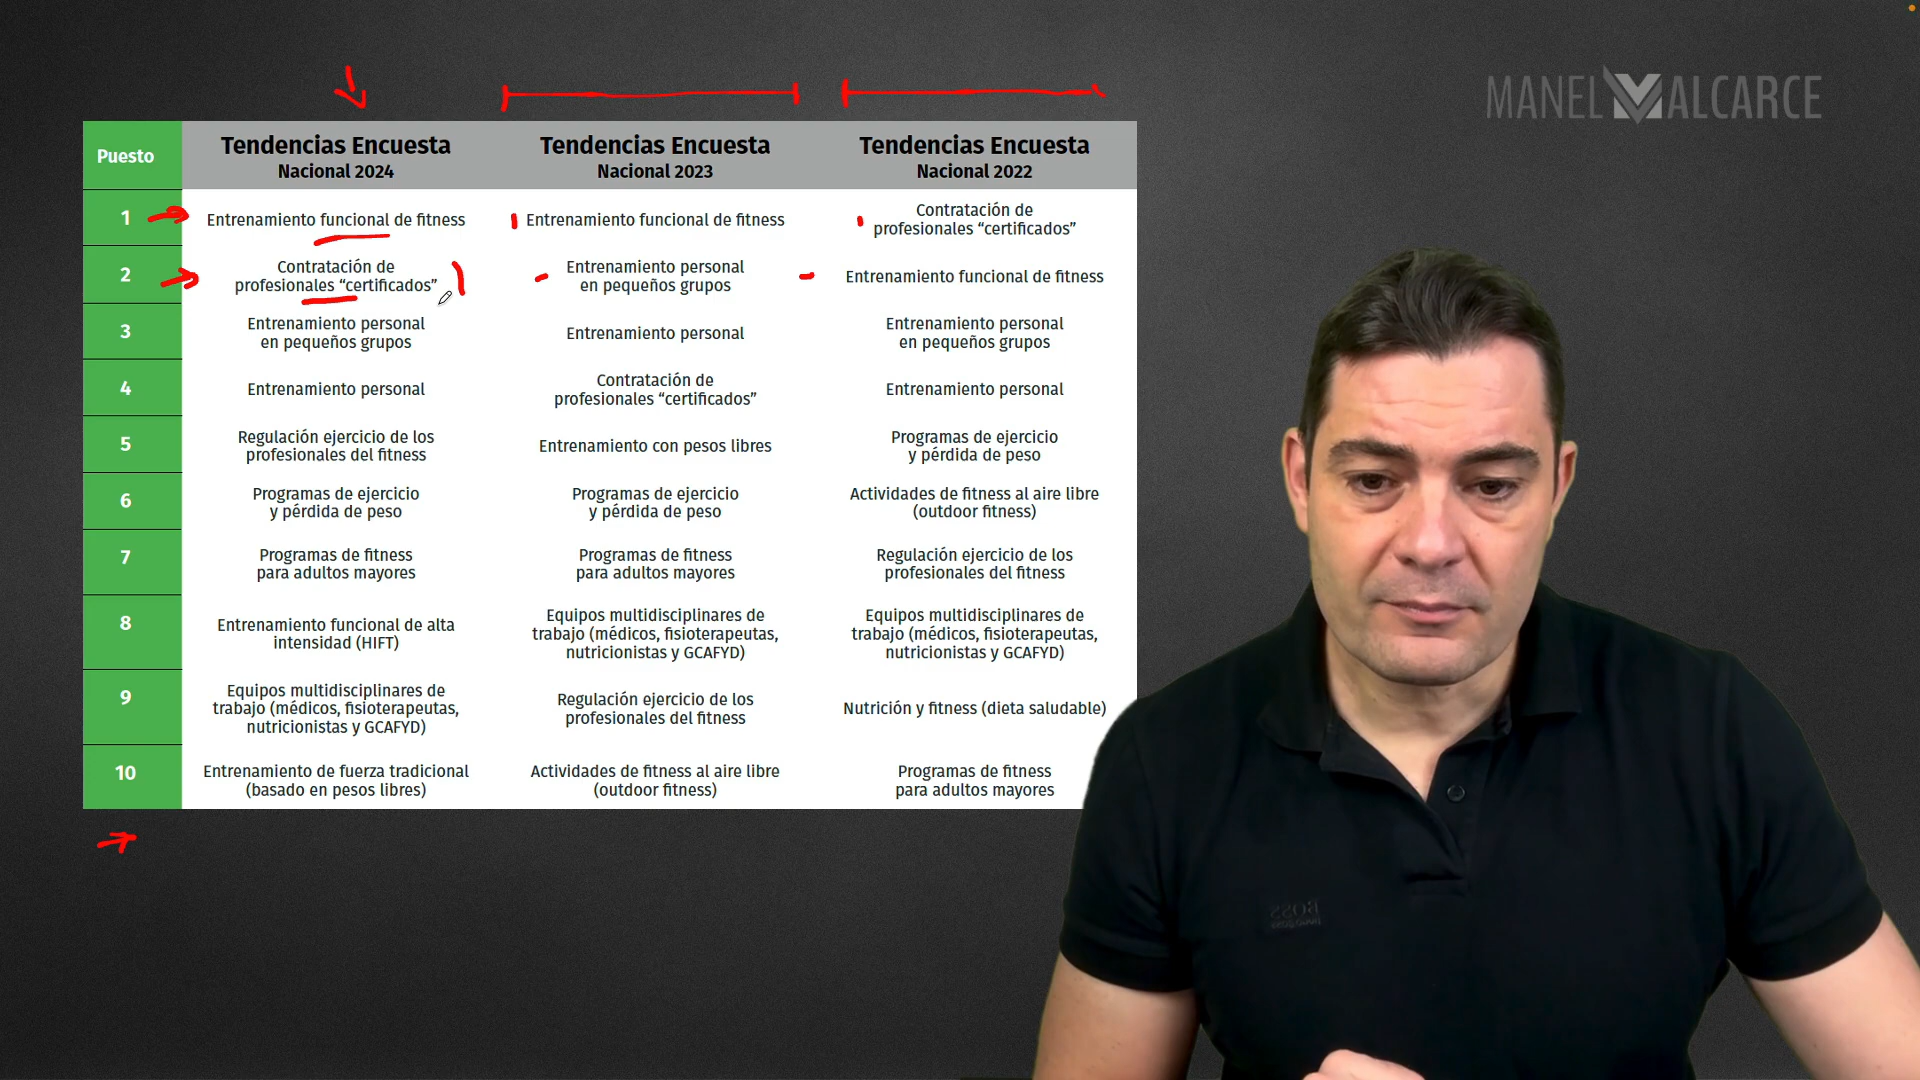 MANEL VALCARCE
Puesto
Tendencias Encuesta
Nacional 2024
Tendencias Encuesta
Nacional 2023
Tendencias Encuesta
Nacional 2022
1
Entrenamiento funcional de fitness
Entrenamiento funcional de fitness
Contratación de
profesionales “certificados”
2
Contratación de
profesionales “certificados”
Entrenamiento personal
en pequeños grupos
Entrenamiento funcional de fitness
3
Entrenamiento personal
en pequeños grupos
Entrenamiento personal
Entrenamiento personal
en pequeños grupos
4
Entrenamiento personal
Contratación de
profesionales “certificados”
Entrenamiento personal
5
Regulación ejercicio de los
profesionales del fitness
Entrenamiento con pesos libres
Programas de ejercicio
y pérdida de peso
6
Programas de ejercicio
y pérdida de peso
Programas de ejercicio
y pérdida de peso
Actividades de fitness al aire libre
(outdoor fitness)
7
Programas de fitness
para adultos mayores
Programas de fitness
para adultos mayores
Regulación ejercicio de los
profesionales del fitness
8
Entrenamiento funcional de alta
intensidad (HIFT)
Equipos multidisciplinares de
trabajo (médicos, fisioterapeutas,
nutricionistas y GCAFYD)
Equipos multidisciplinares de
trabajo (médicos, fisioterapeutas,
nutricionistas y GCAFYD)
9
Equipos multidisciplinares de
trabajo (médicos, fisioterapeutas,
nutricionistas y GCAFYD)
Regulación ejercicio de los
profesionales del fitness
Nutrición y fitness (dieta saludable)
10
Entrenamiento de fuerza tradicional
(basado en pesos libres)
Actividades de fitness al aire libre
(outdoor fitness)
Programas de fitness
para adultos mayores
BOSS